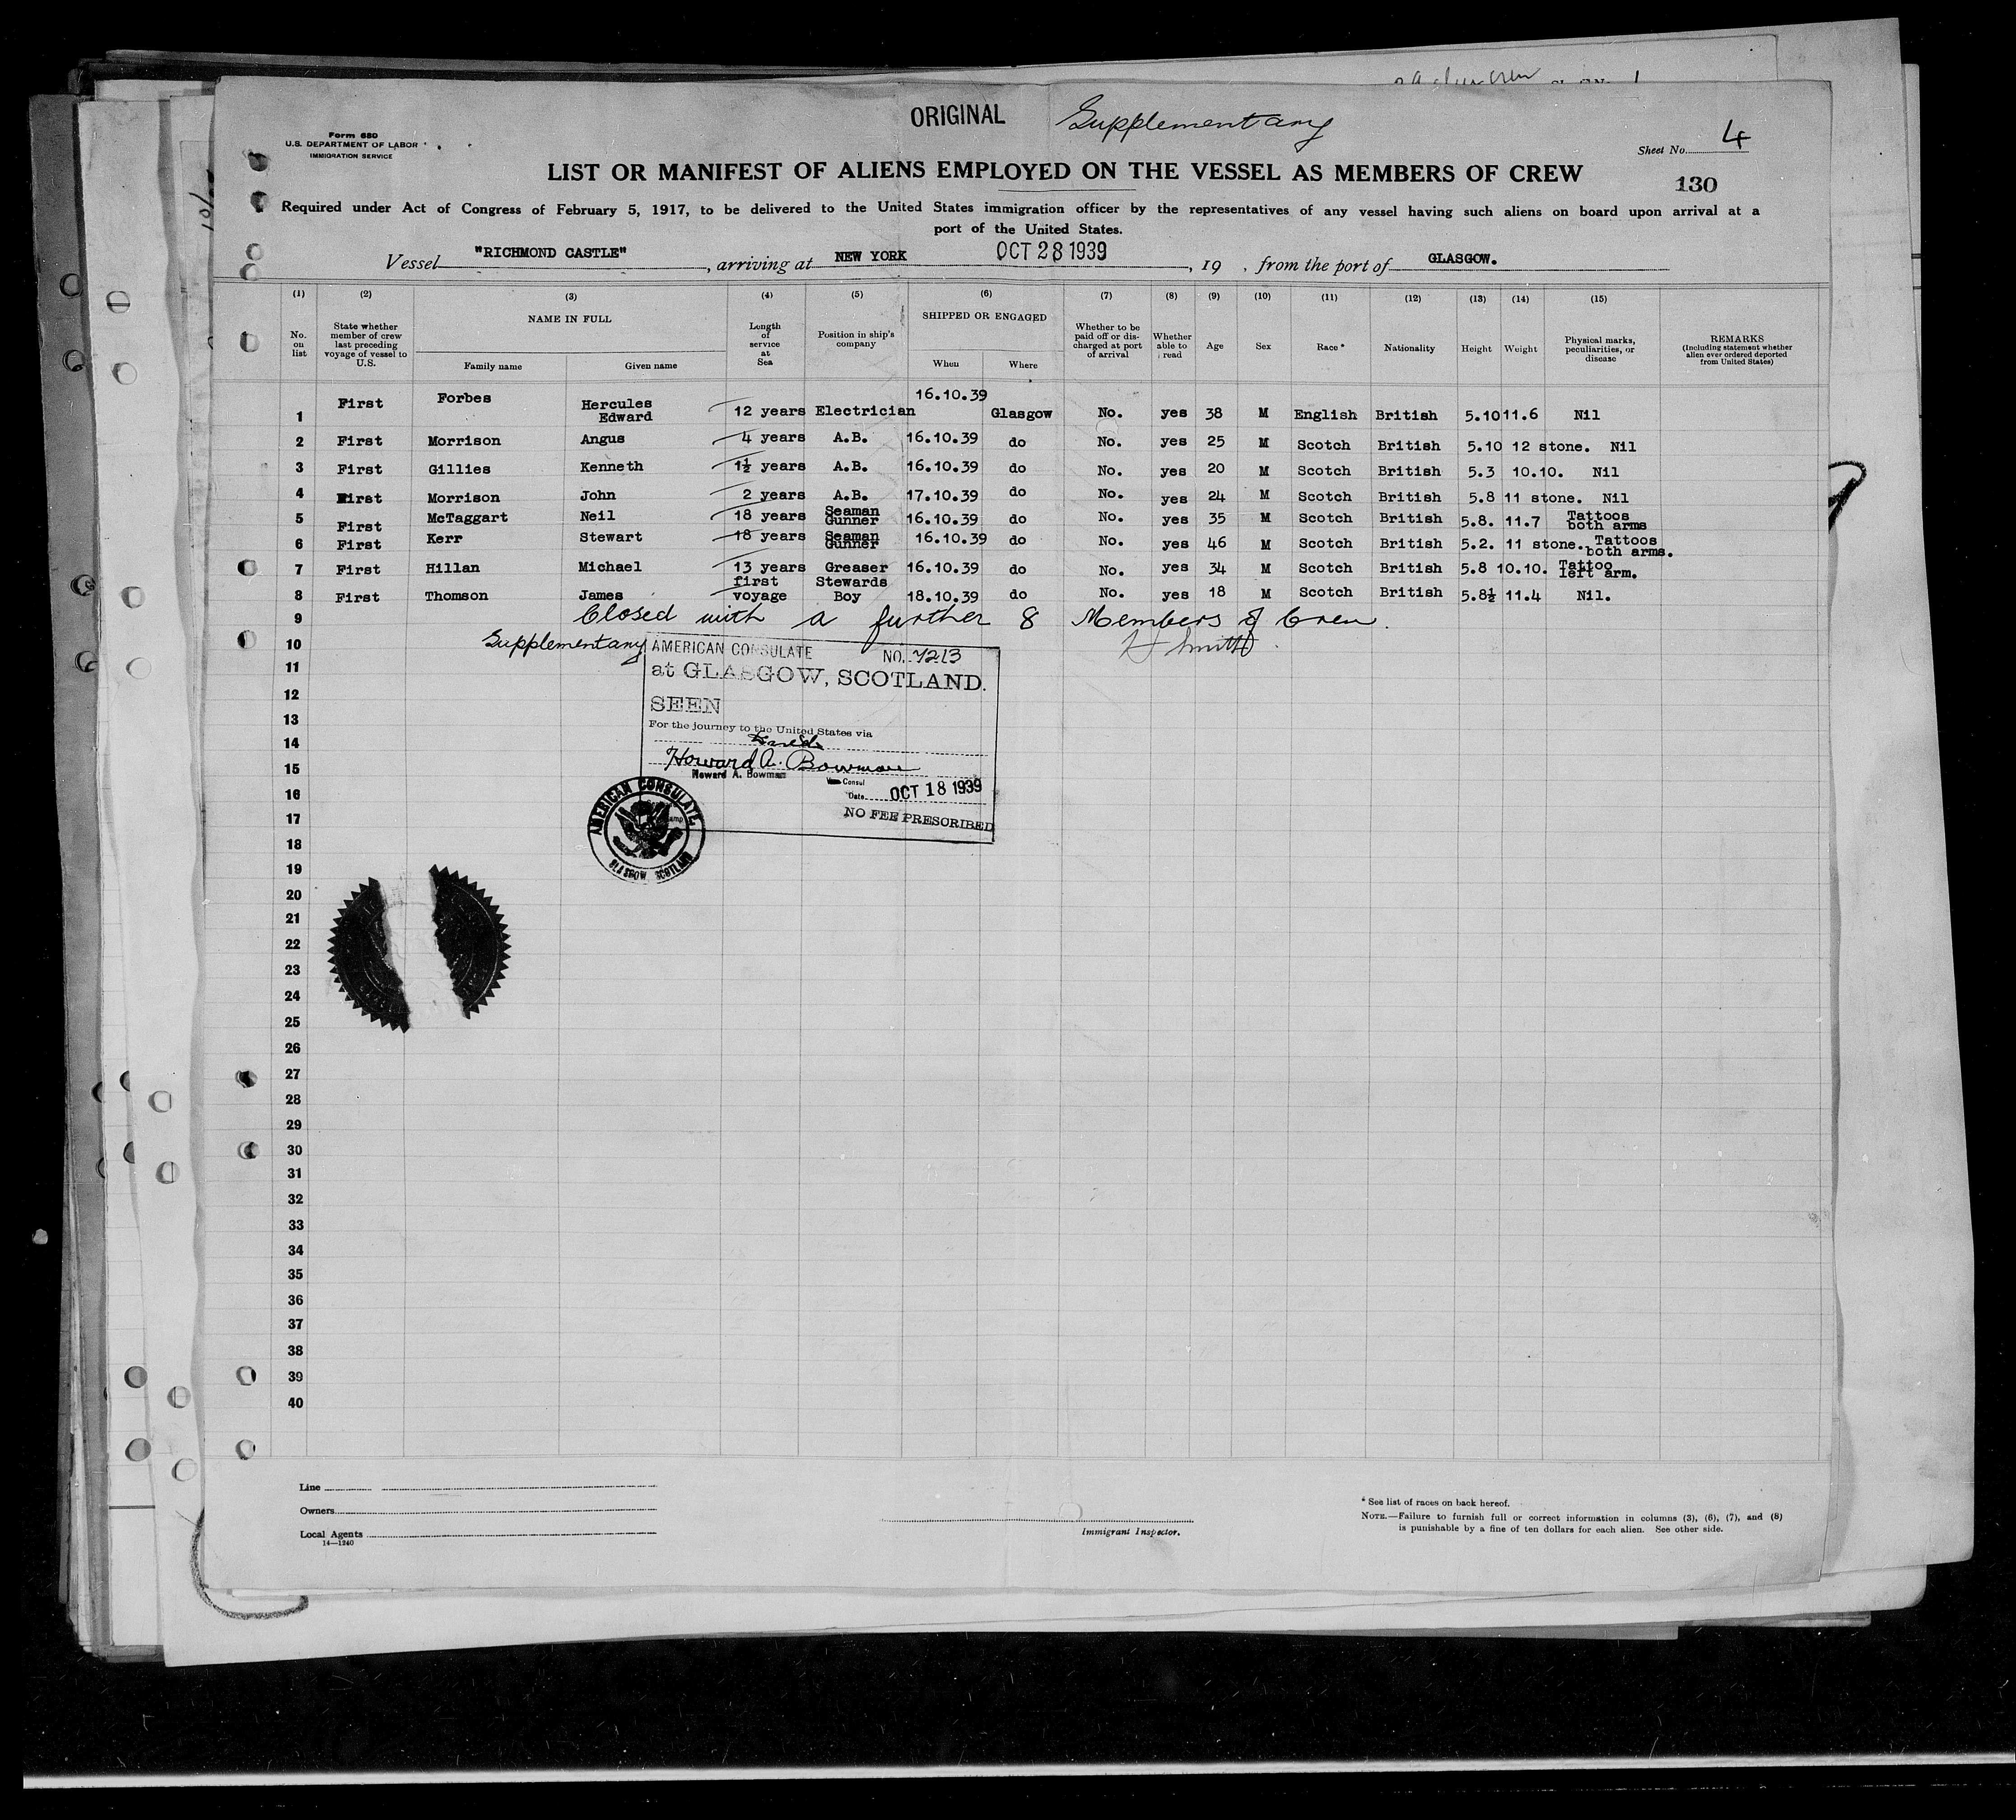 ORIGINAL Supplementary
Form 680
U.S. DEPARTMENT OF LABOR
IMMIGRATION SERVICE
Sheet No. 4
LIST OR MANIFEST OF ALIENS EMPLOYED ON THE VESSEL AS MEMBERS OF CREW
130
Required under Act of Congress of February 5, 1917, to be delivered to the United States immigration officer by the representatives of any vessel having such aliens on board upon arrival at a
port of the United States.
Vessel "RICHMOND CASTLE", arriving at NEW YORK OCT 28 1939, 19 , from the port of GLASGOW.
(1) (2) (3) (4) (5) (6) (7) (8) (9) (10) (11) (12) (13) (14) (15)
No. on list
State whether member of crew last preceding voyage of vessel to U.S.
NAME IN FULL
Family name
Given name
Length of service at Sea
Position in ship's company
SHIPPED OR ENGAGED
When
Where
Whether to be paid off or discharged at port of arrival
Whether able to read
Age
Sex
Race *
Nationality
Height
Weight
Physical marks, peculiarities, or disease
REMARKS
(Including statement whether alien ever ordered deported from United States)
1 First Forbes Hercules Edward 12 years Electrician 16.10.39 Glasgow No. yes 38 M English British 5.10 11.6 Nil
2 First Morrison Angus 4 years A.B. 16.10.39 do No. yes 25 M Scotch British 5.10 12 stone. Nil
3 First Gillies Kenneth 1½ years A.B. 16.10.39 do No. yes 20 M Scotch British 5.3 10.10. Nil
4 First Morrison John 2 years A.B. 17.10.39 do No. yes 24 M Scotch British 5.8 11 stone. Nil
5 First McTaggart Neil 18 years Seaman Gunner 16.10.39 do No. yes 35 M Scotch British 5.8. 11.7 Tattoos both arms
6 First Kerr Stewart 18 years Seaman Gunner 16.10.39 do No. yes 46 M Scotch British 5.2. 11 stone. Tattoos both arms.
7 First Hillan Michael 13 years Greaser 16.10.39 do No. yes 34 M Scotch British 5.8 10.10. Tattoo left arm.
8 First Thomson James first voyage Stewards Boy 18.10.39 do No. yes 18 M Scotch British 5.8½ 11.4 Nil.
9 Closed with a further 8 Members of Crew.
10 Supplementary H Smith
AMERICAN CONSULATE NO. 7213
11
at GLASGOW, SCOTLAND.
12
SEEN
13
For the journey to the United States via
14
Howard A. Bowman
15
Howard A. Bowman
Consul
16
Date OCT 18 1939
17
NO FEE PRESCRIBED
AMERICAN CONSULATE,
GLASGOW, SCOTLAND
18
19
20
21
22
23
24
25
26
27
28
29
30
31
32
33
34
35
36
37
38
39
40
Line
Owners
Local Agents
14—1240
Immigrant Inspector.
* See list of races on back hereof.
NOTE.—Failure to furnish full or correct information in columns (3), (6), (7), and (8)
is punishable by a fine of ten dollars for each alien. See other side.